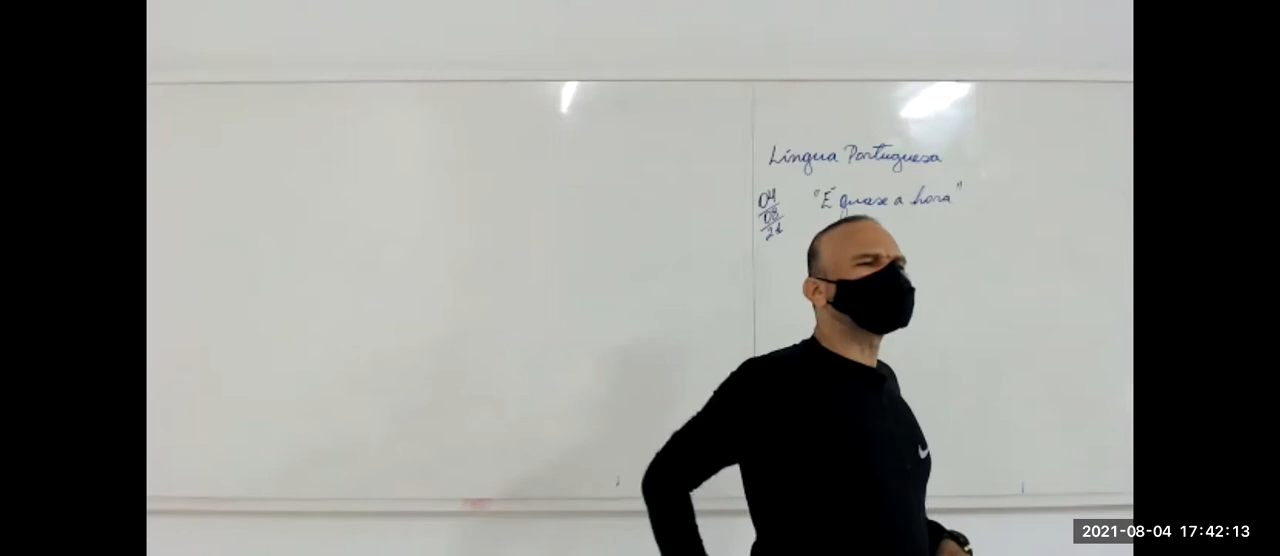 Língua Portuguesa
04
08
21
"É quase a hora"
2021-08-04 17:42:13